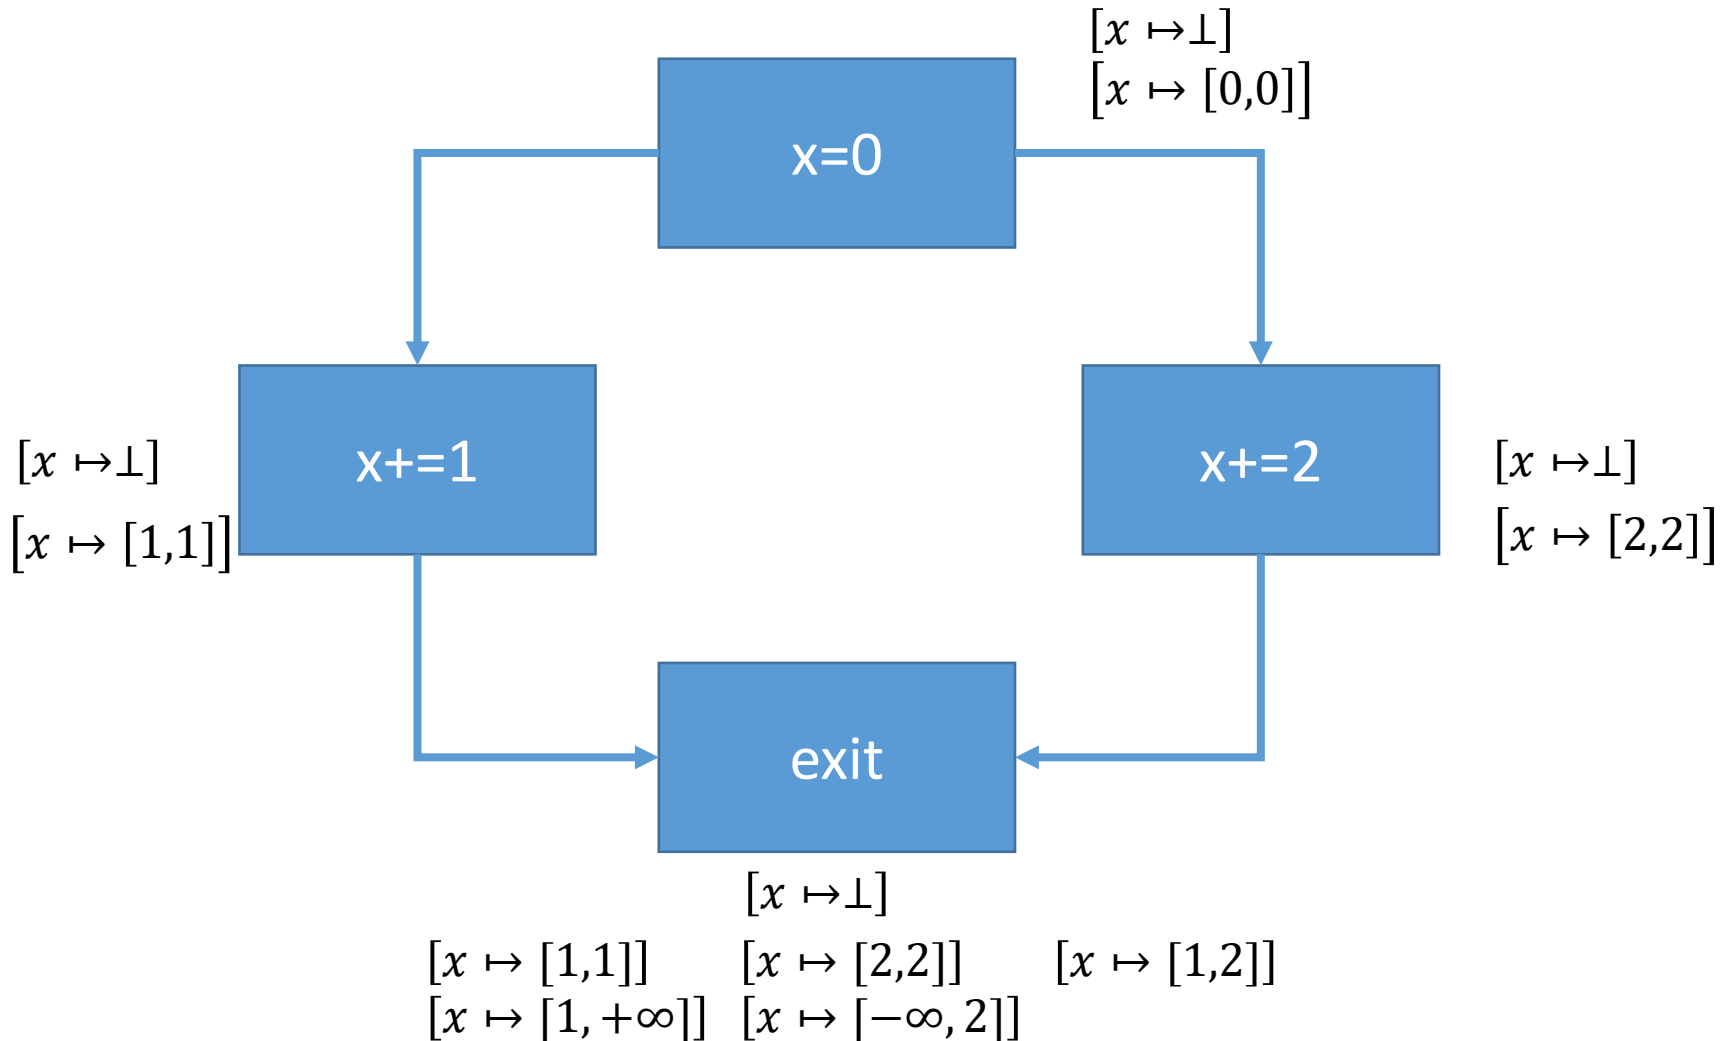 [x ↦⊥]
[x ↦ [0,0]]
x=0
x+=1
x+=2
[x ↦⊥]
[x ↦ [1,1]]
[x ↦⊥]
[x ↦ [2,2]]
exit
[x ↦⊥]
[x ↦ [1,1]] [x ↦ [2,2]] [x ↦ [1,2]]
[x ↦ [1, +∞]] [x ↦ [−∞, 2]]